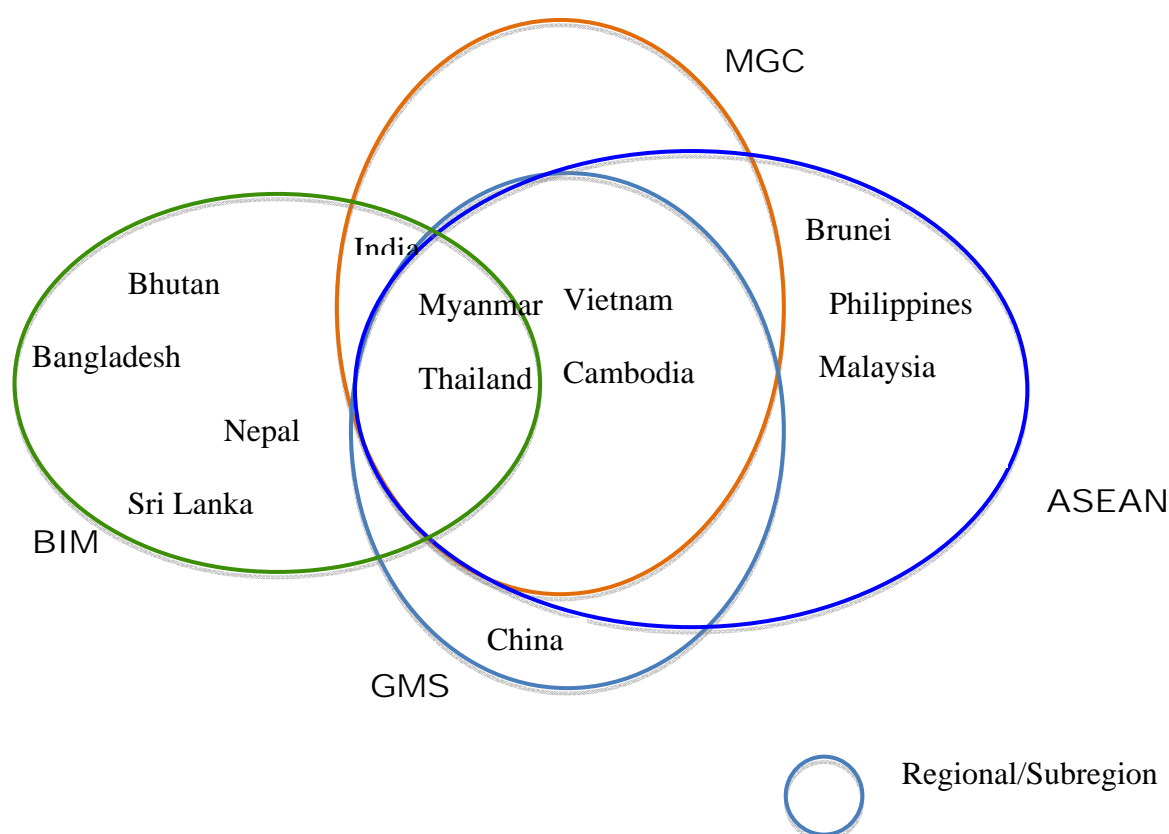 MGC
Brunei
India
Bhutan
Myanmar
Vietnam
Philippines
Bangladesh
Thailand
Cambodia
Malaysia
Nepal
Sri Lanka
ASEAN
BIM
China
GMS
Regional/Subregion